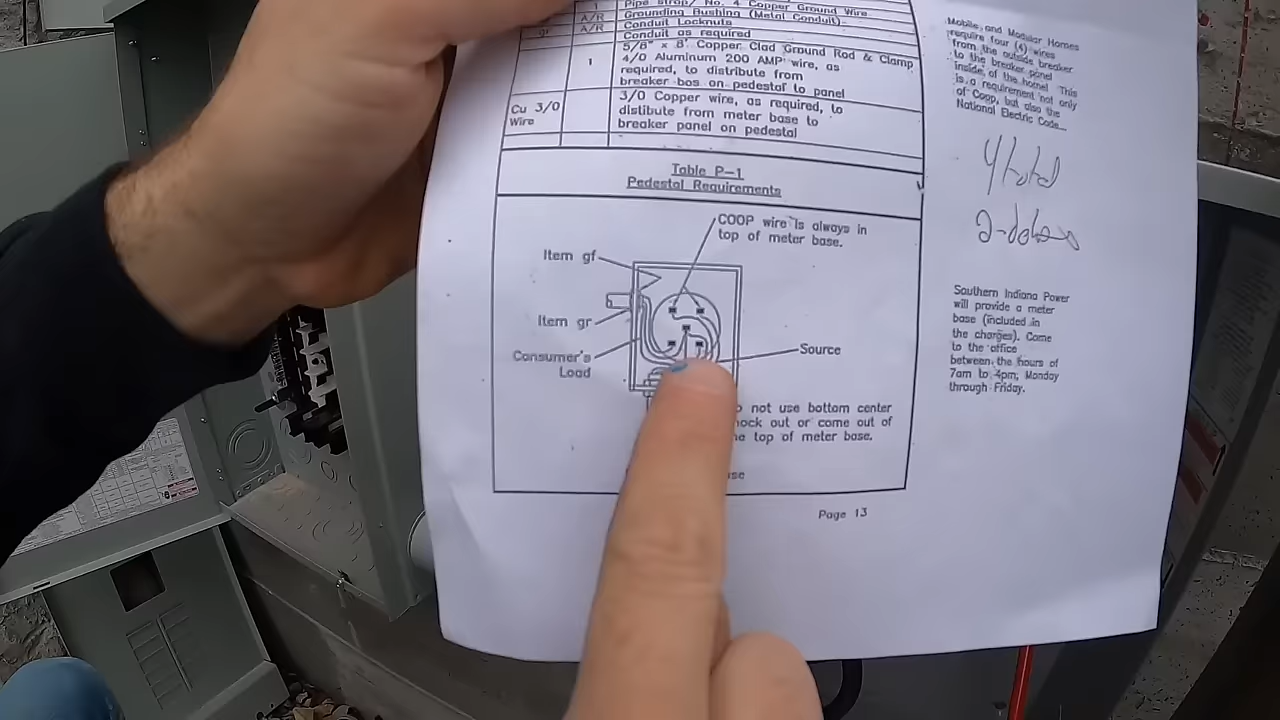 1
Pipe Strap/ No. 4 Copper Ground Wire
A/R
Grounding Bushing (Metal Conduit)-
gr
A/R
Conduit Locknuts
Conduit as required
5/8" x 8' Copper Clad Ground Rod & Clamp
1
4/0 Aluminum 200 AMP wire, as
required, to distribute from
breaker bos on pedestal to panel
Cu 3/0
Wire
3/0 Copper wire, as required, to
distibute from meter base to
breaker panel on pedestal
Table P-1
Pedestal Requirements
COOP wire is always in
top of meter base.
Item gf
Item gr
Consumer's
Load
Source
not use bottom center
ock out or come out of
top of meter base.
Page 13
Mobile and Modular Homes
require four (4) wires
from the outside breaker
to the breaker panel
inside of the home! This
is a requirement not only
of Coop, but also the
National Electric Code...
4 total
Southern Indiana Power
will provide a meter
base (included in
the charges). Come
to the office
between the hours of
7am to 4pm, Monday
through Friday.